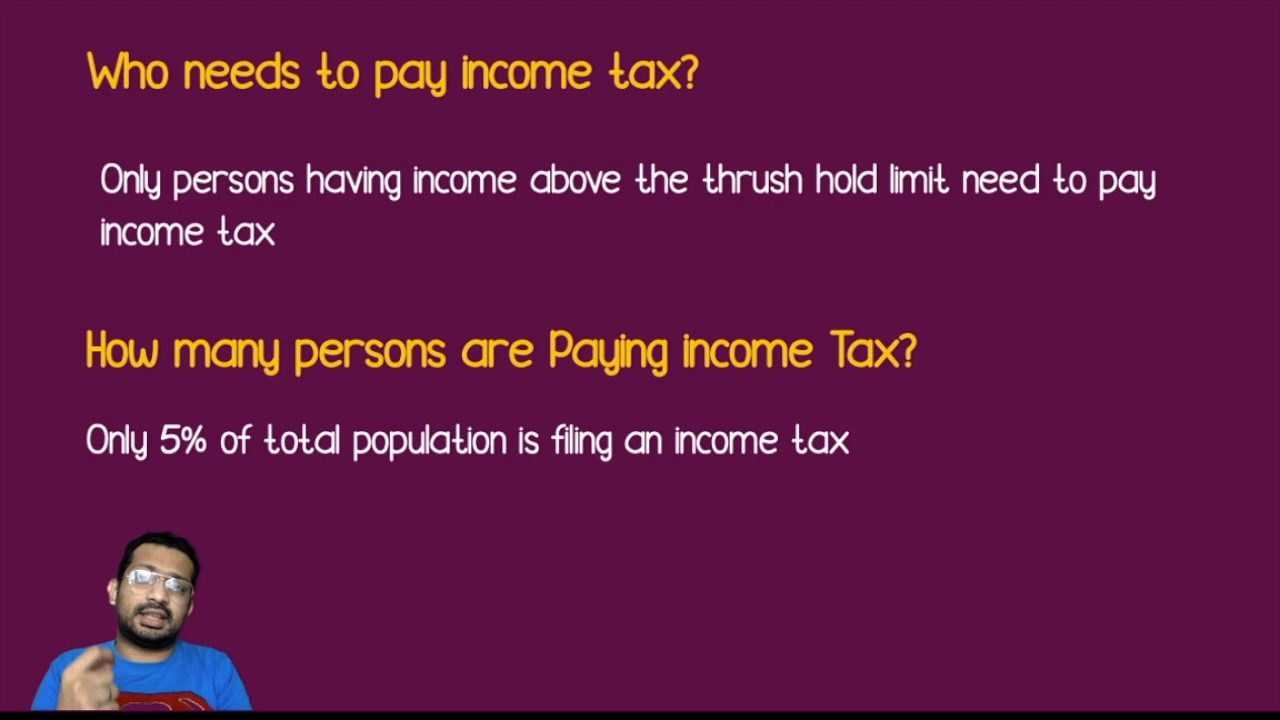 Who needs to pay income tax?
Only persons having income above the thrush hold limit need to pay
income tax
How many persons are Paying income Tax?
Only 5% of total population is filing an income tax